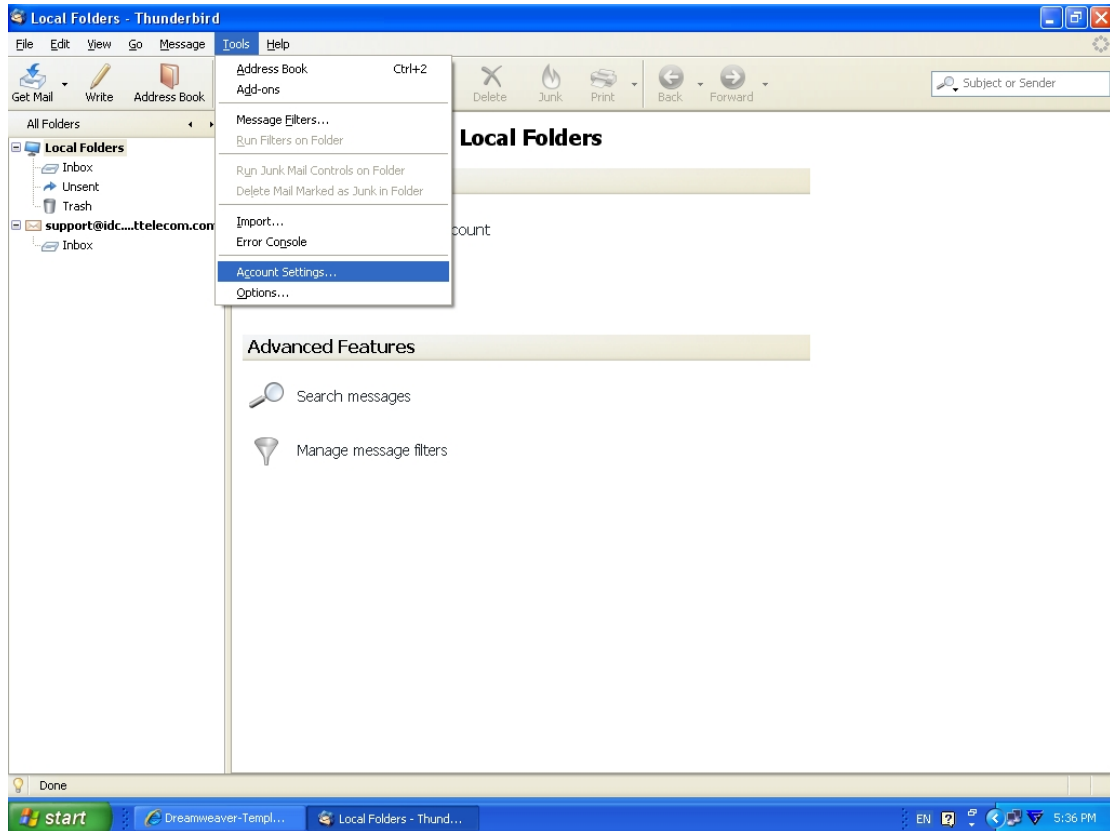 Local Folders - Thunderbird
File Edit View Go Message Tools Help
Get Mail Write Address Book Delete Junk Print Back Forward Subject or Sender
Address Book Ctrl+2
Add-ons
Message Filters...
Run Filters on Folder
Run Junk Mail Controls on Folder
Delete Mail Marked as Junk in Folder
Import...
Error Console
Account Settings...
Options...
All Folders
Local Folders
Inbox
Unsent
Trash
support@idc....ttelecom.com
Inbox
Local Folders
count
Advanced Features
Search messages
Manage message filters
Done
start Dreamweaver-Templ... Local Folders - Thund... EN 5:36 PM